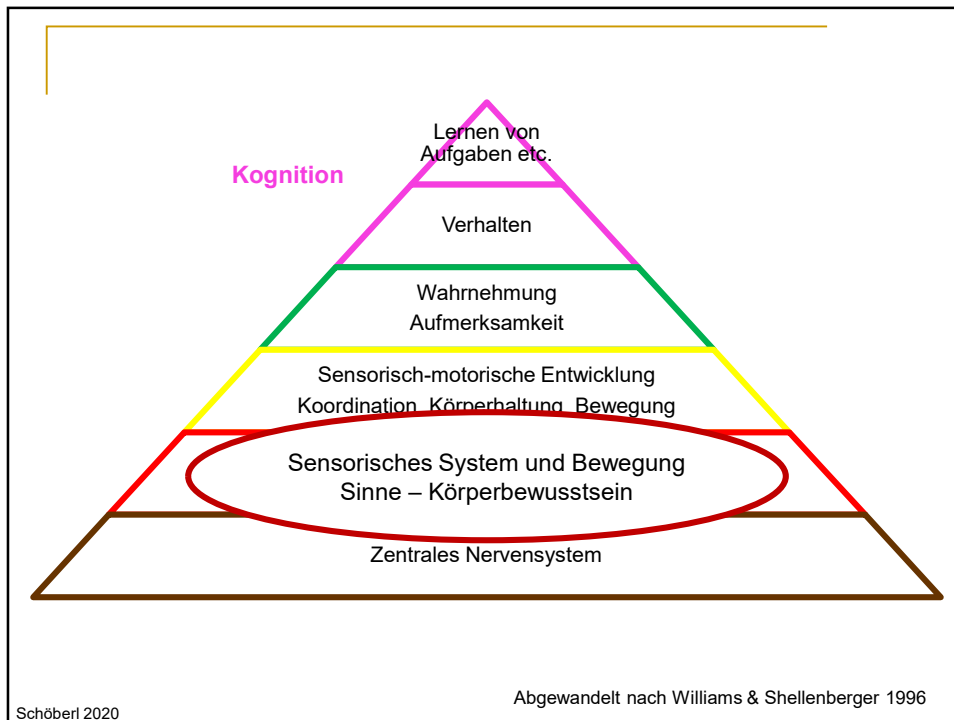 Lernen von
Aufgaben etc.
Kognition
Verhalten
Wahrnehmung
Aufmerksamkeit
Sensorisch-motorische Entwicklung
Koordination, Körperhaltung, Bewegung
Sensorisches System und Bewegung
Sinne – Körperbewusstsein
Zentrales Nervensystem
Abgewandelt nach Williams & Shellenberger 1996
Schöberl 2020